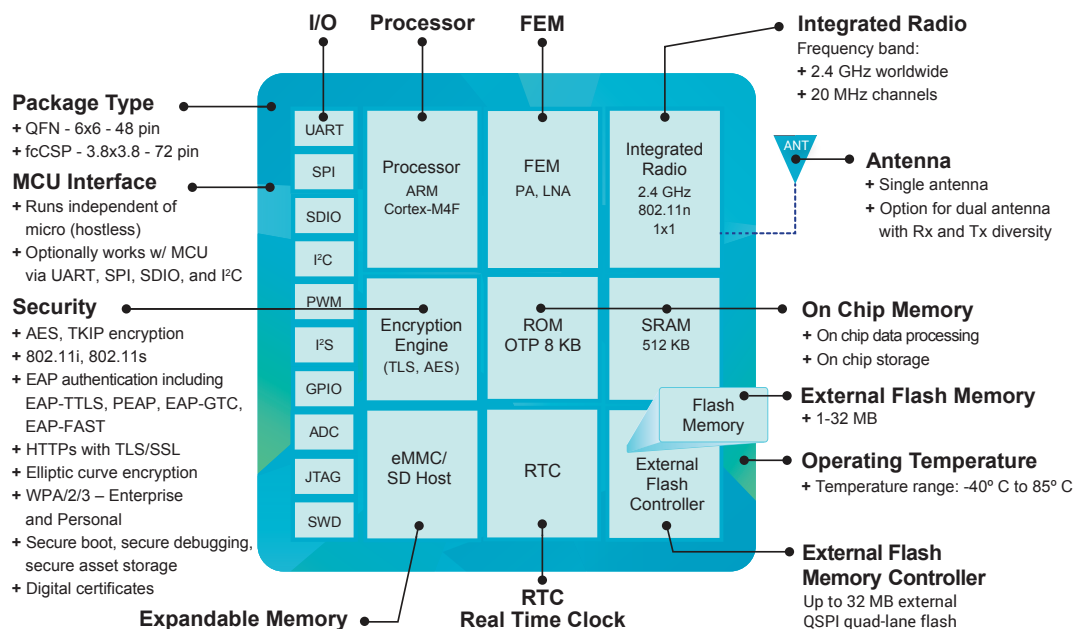 I/O
Processor
FEM
Integrated Radio
Frequency band:
+ 2.4 GHz worldwide
+ 20 MHz channels
Package Type
+ QFN - 6x6 - 48 pin
+ fcCSP - 3.8x3.8 - 72 pin
MCU Interface
+ Runs independent of
micro (hostless)
+ Optionally works w/ MCU
via UART, SPI, SDIO, and I²C
Security
+ AES, TKIP encryption
+ 802.11i, 802.11s
+ EAP authentication including
EAP-TTLS, PEAP, EAP-GTC,
EAP-FAST
+ HTTPs with TLS/SSL
+ Elliptic curve encryption
+ WPA/2/3 – Enterprise
and Personal
+ Secure boot, secure debugging,
secure asset storage
+ Digital certificates
UART
SPI
SDIO
I²C
PWM
I²S
GPIO
ADC
JTAG
SWD
Processor
ARM
Cortex-M4F
FEM
PA, LNA
Integrated
Radio
2.4 GHz
802.11n
1x1
Encryption
Engine
(TLS, AES)
ROM
OTP 8 KB
SRAM
512 KB
Flash
Memory
eMMC/
SD Host
RTC
External
Flash
Controller
ANT
Antenna
+ Single antenna
+ Option for dual antenna
with Rx and Tx diversity
On Chip Memory
+ On chip data processing
+ On chip storage
External Flash Memory
+ 1-32 MB
Operating Temperature
+ Temperature range: -40º C to 85º C
External Flash
Memory Controller
Up to 32 MB external
QSPI quad-lane flash
Expandable Memory
RTC
Real Time Clock